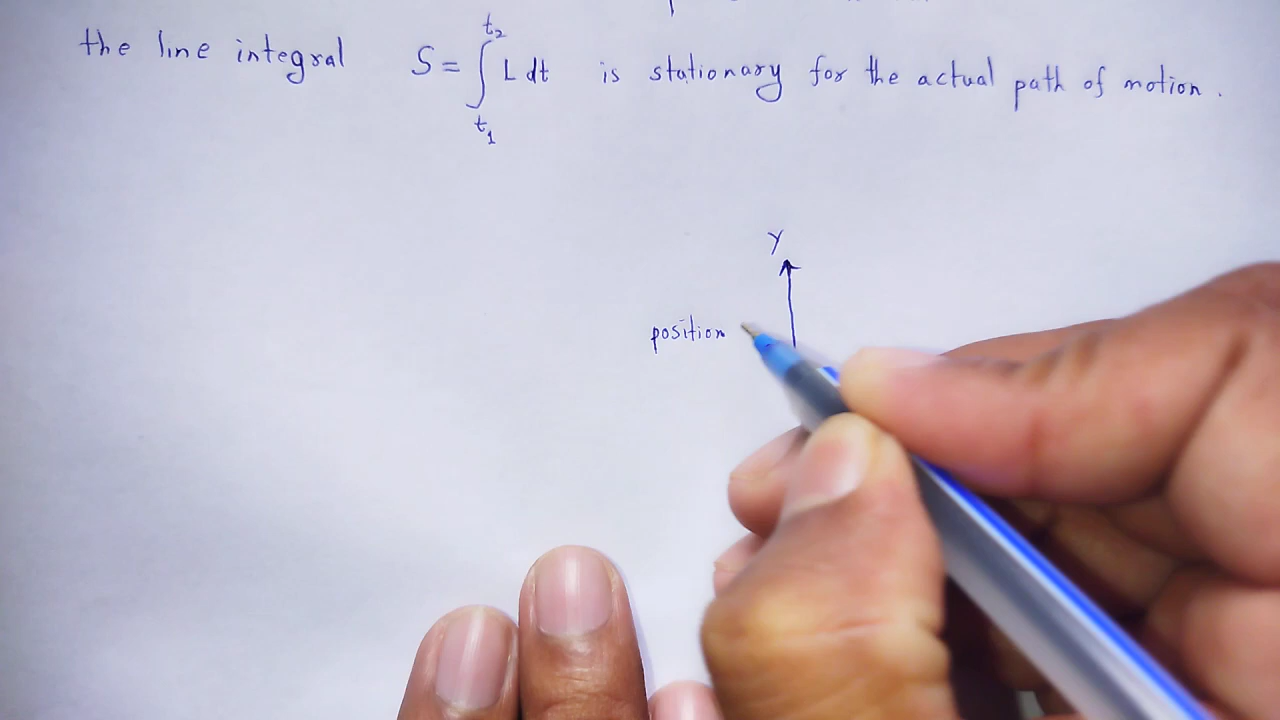 the line integral S = ∫_{t₁}^{t₂} L dt is stationary for the actual path of motion.
Y
position